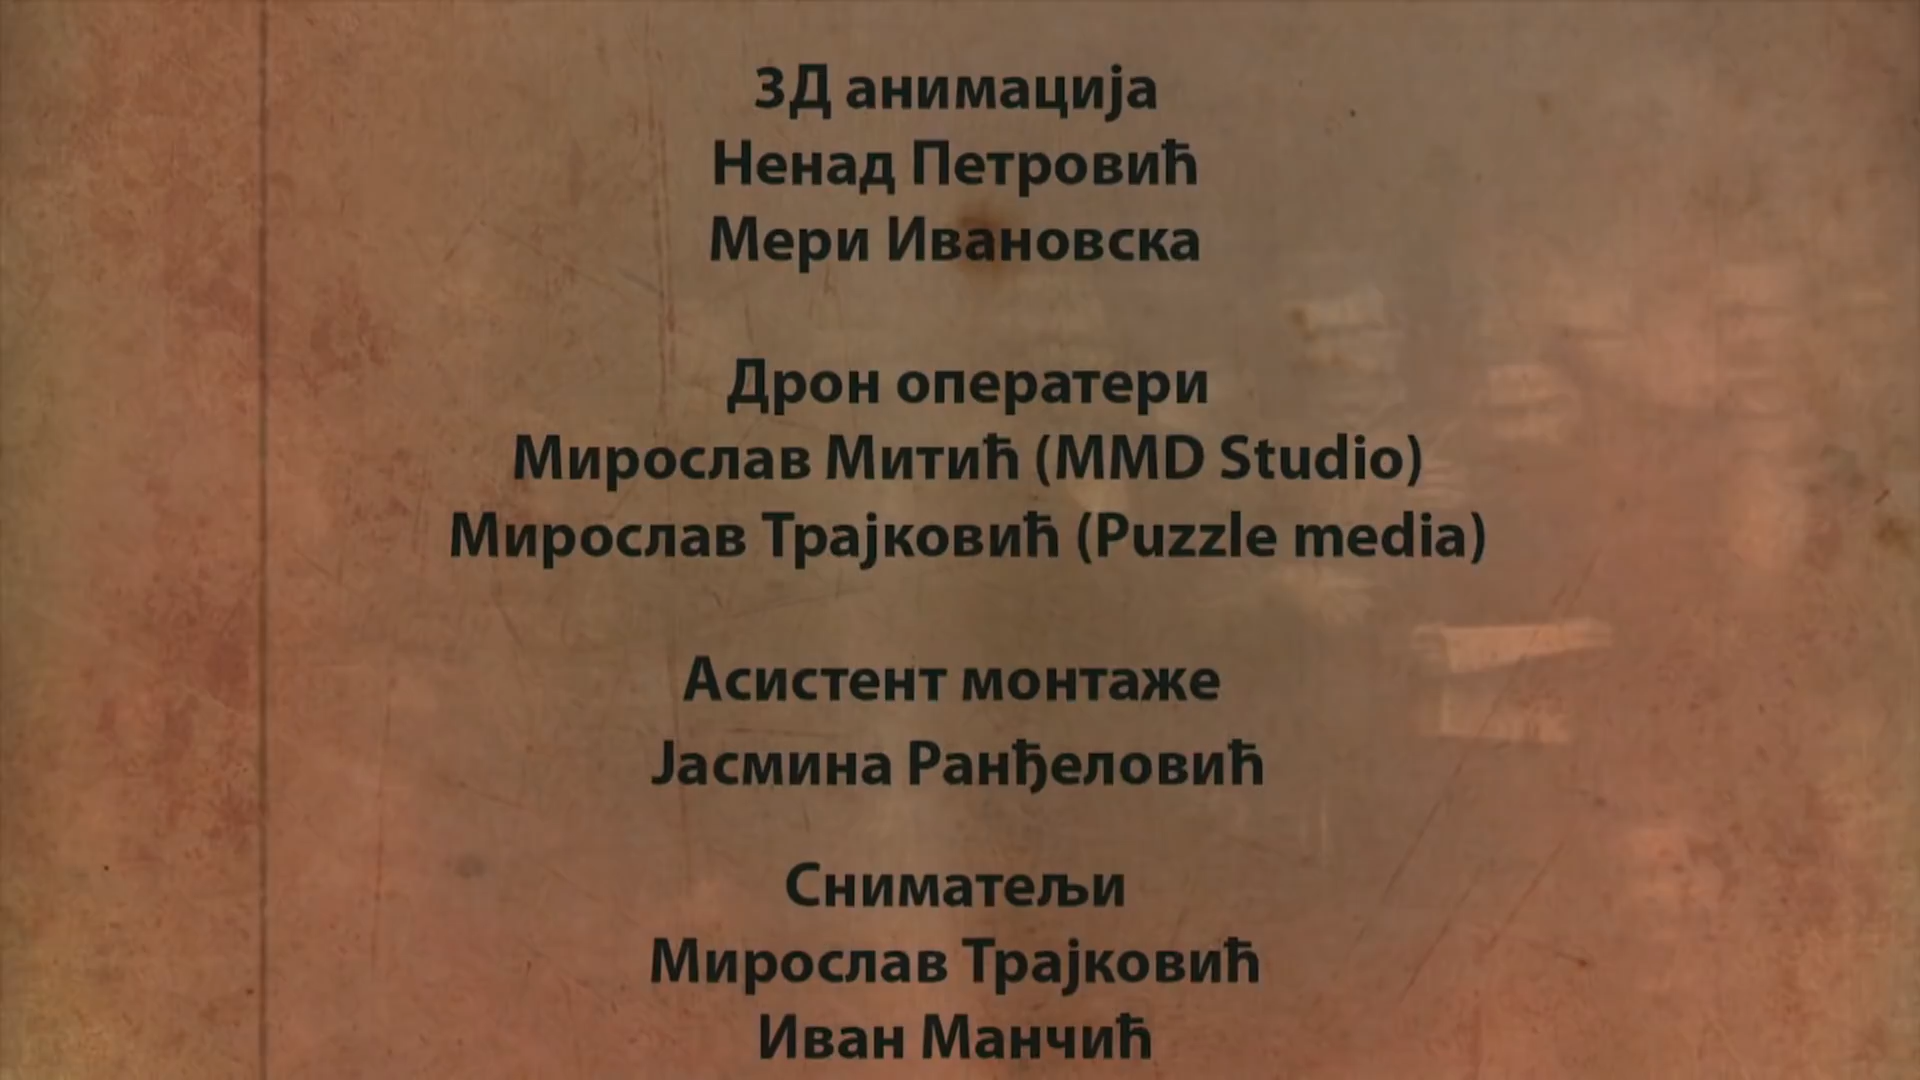 3Д анимација
Ненад Петровић
Мери Ивановска
Дрон оператери
Мирослав Митић (MMD Studio)
Мирослав Трајковић (Puzzle media)
Асистент монтаже
Јасмина Ранђеловић
Сниматељи
Мирослав Трајковић
Иван Манчић